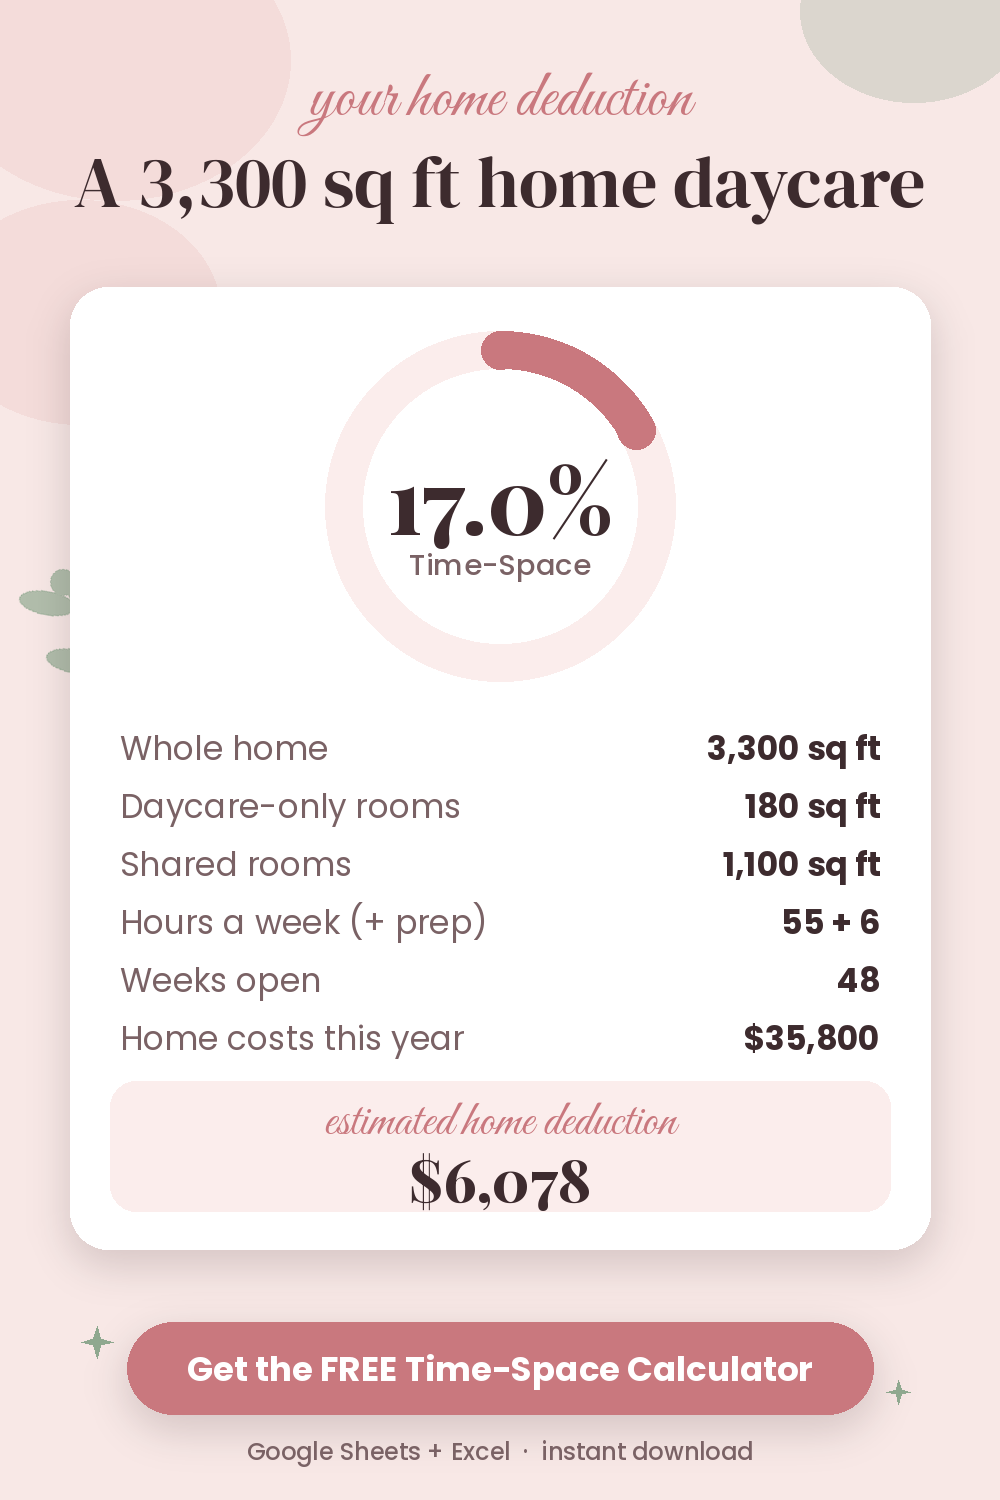 your home deduction
A 3,300 sq ft home daycare
17.0%
Time-Space
Whole home 3,300 sq ft
Daycare-only rooms 180 sq ft
Shared rooms 1,100 sq ft
Hours a week (+ prep) 55 + 6
Weeks open 48
Home costs this year $35,800
estimated home deduction
$6,078
Get the FREE Time-Space Calculator
Google Sheets + Excel · instant download